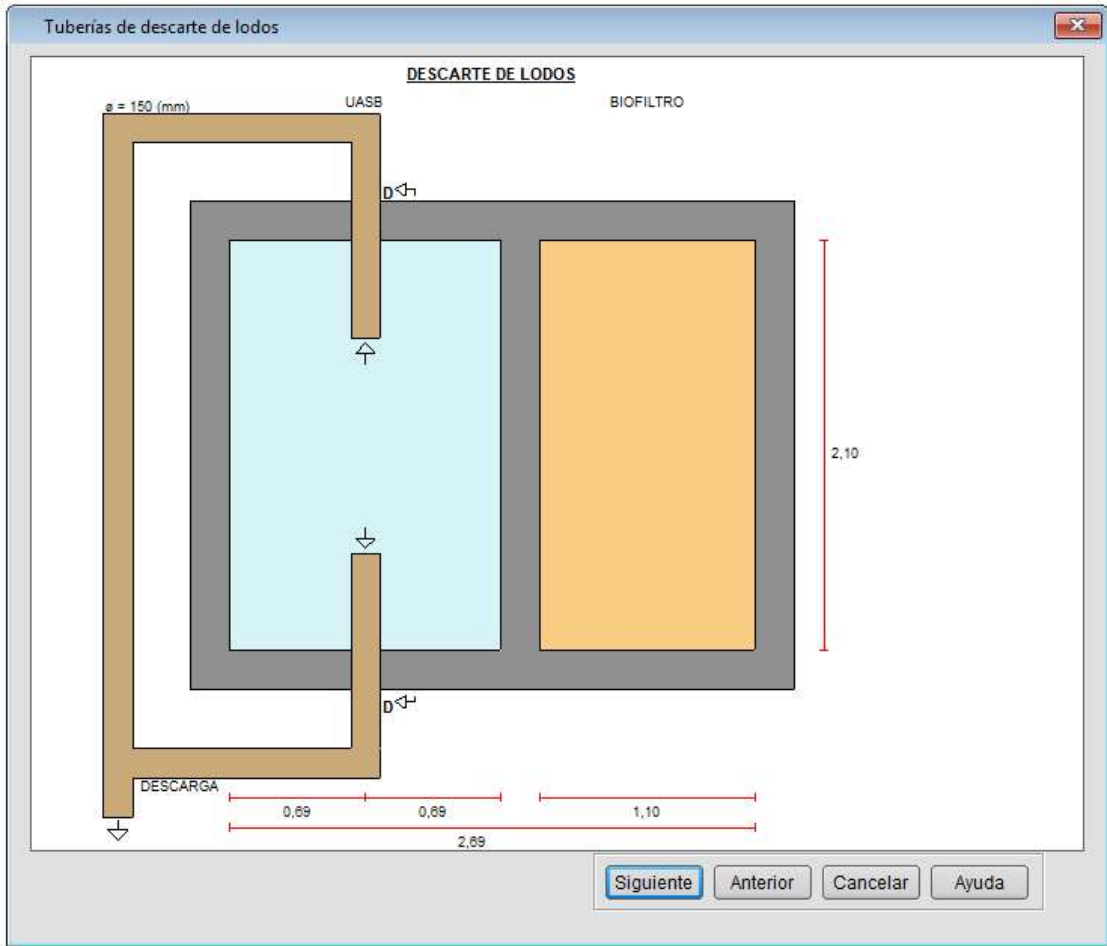 Tuberías de descarte de lodos
DESCARTE DE LODOS
ø = 150 (mm)
UASB
BIOFILTRO
D
2,10
D
DESCARGA
0,69
0,69
1,10
2,69
Siguiente
Anterior
Cancelar
Ayuda